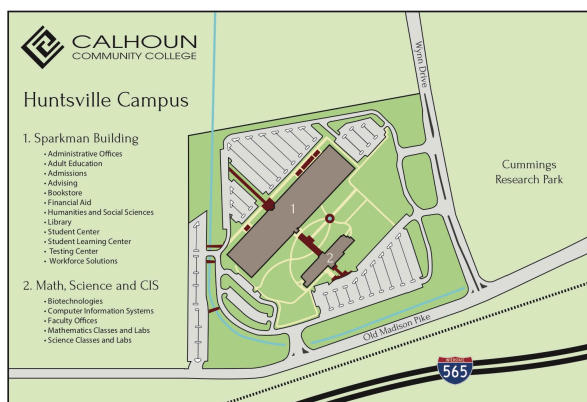 CALHOUN
COMMUNITY COLLEGE
Huntsville Campus
1. Sparkman Building
• Administrative Offices
• Adult Education
• Admissions
• Advising
• Bookstore
• Financial Aid
• Humanities and Social Sciences
• Library
• Student Center
• Student Learning Center
• Testing Center
• Workforce Solutions
2. Math, Science and CIS
• Biotechnologies
• Computer Information Systems
• Faculty Offices
• Mathematics Classes and Labs
• Science Classes and Labs
Wynn Drive
Cummings
Research Park
1
2
Old Madison Pike
INTERSTATE
565